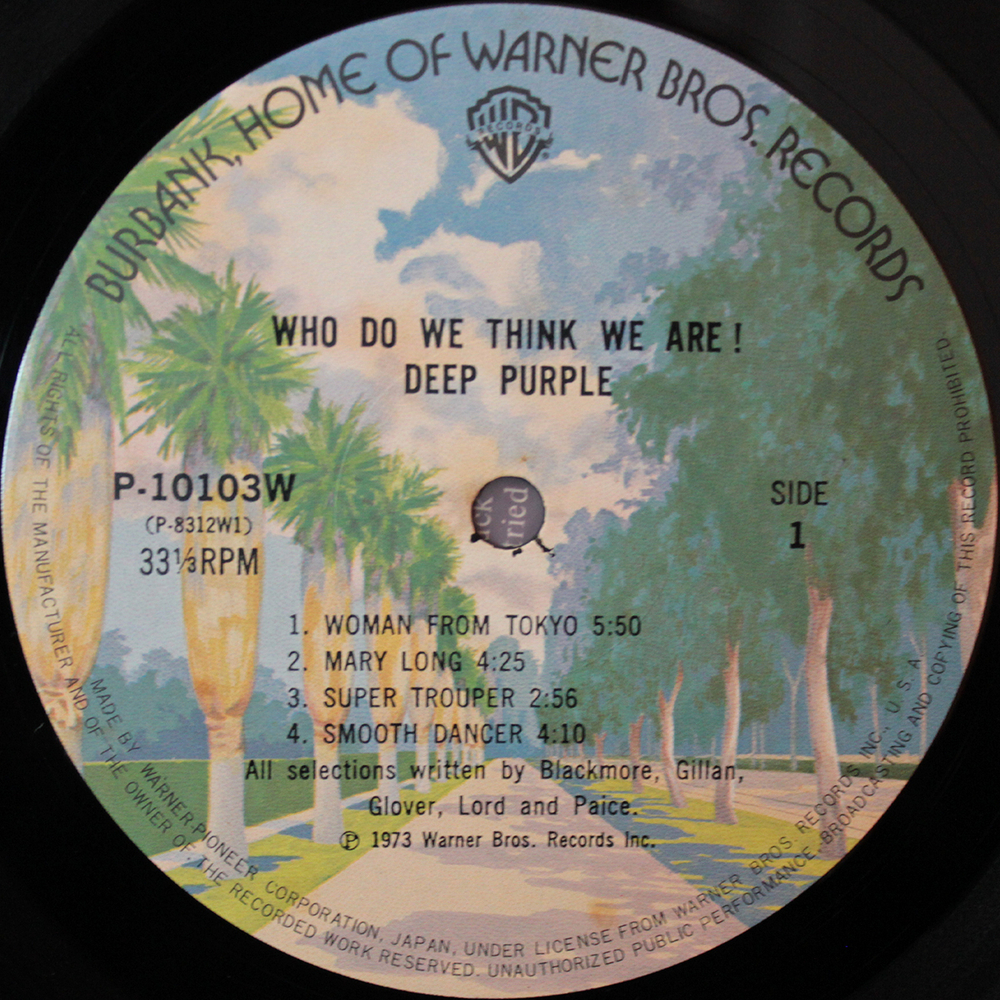 BURBANK, HOME OF WARNER BROS. RECORDS
WB
RECORDS
WHO DO WE THINK WE ARE!
DEEP PURPLE
P-10103W
(P-8312W1)
33⅓RPM
ick
tried
SIDE
1
1. WOMAN FROM TOKYO 5:50
2. MARY LONG 4:25
3. SUPER TROUPER 2:56
4. SMOOTH DANCER 4:10
All selections written by Blackmore, Gillan,
Glover, Lord and Paice.
Ⓟ 1973 Warner Bros. Records Inc.
MADE BY WARNER-PIONEER CORPORATION, JAPAN, UNDER LICENSE FROM WARNER BROS. RECORDS INC., U. S. A.
ALL RIGHTS OF THE MANUFACTURER AND OF THE OWNER OF THE RECORDED WORK RESERVED. UNAUTHORIZED PUBLIC PERFORMANCE, BROADCASTING AND COPYING OF THIS RECORD PROHIBITED.